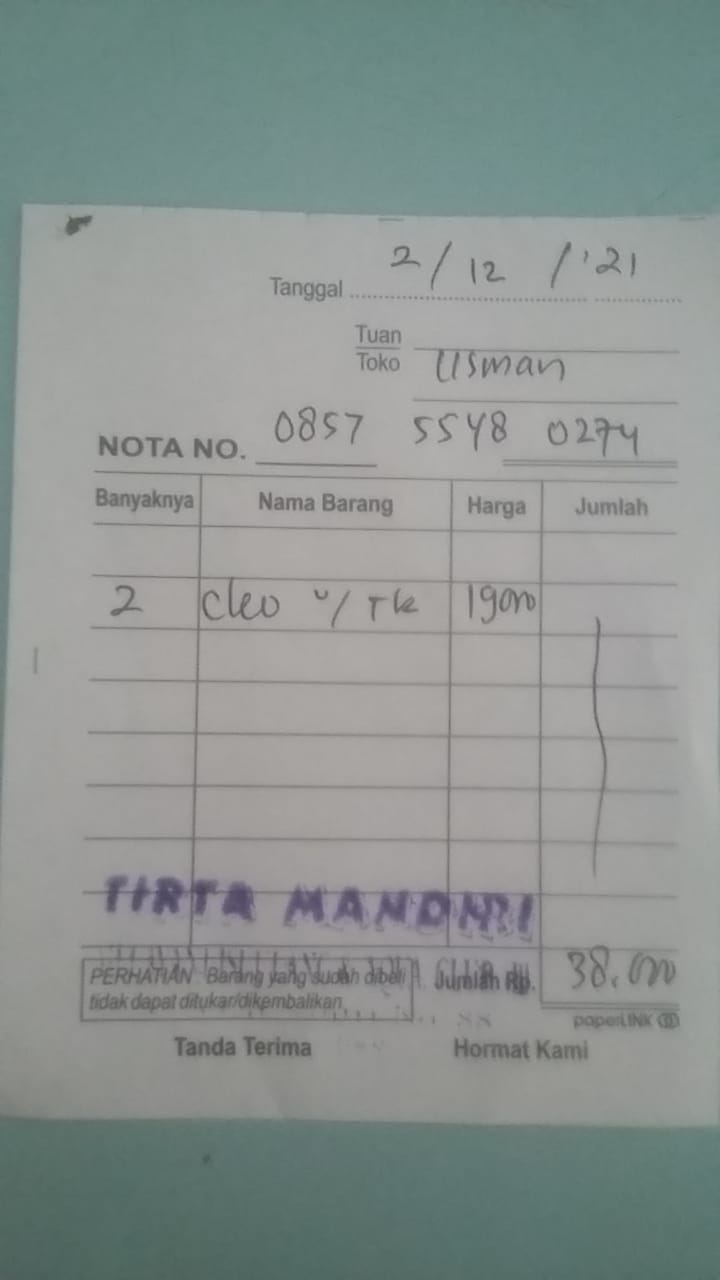 Tanggal 2/12/'21
Tuan
Toko Usman
NOTA NO. 0857 5548 0274
Banyaknya Nama Barang Harga Jumlah
2 Cleo u/ Tk 19000
TIRTA MANDIRI
PERHATIAN Barang yang sudah dibeli Jumlah Rp. 38.000
tidak dapat ditukar/dikembalikan
paperLINK
Tanda Terima Hormat Kami